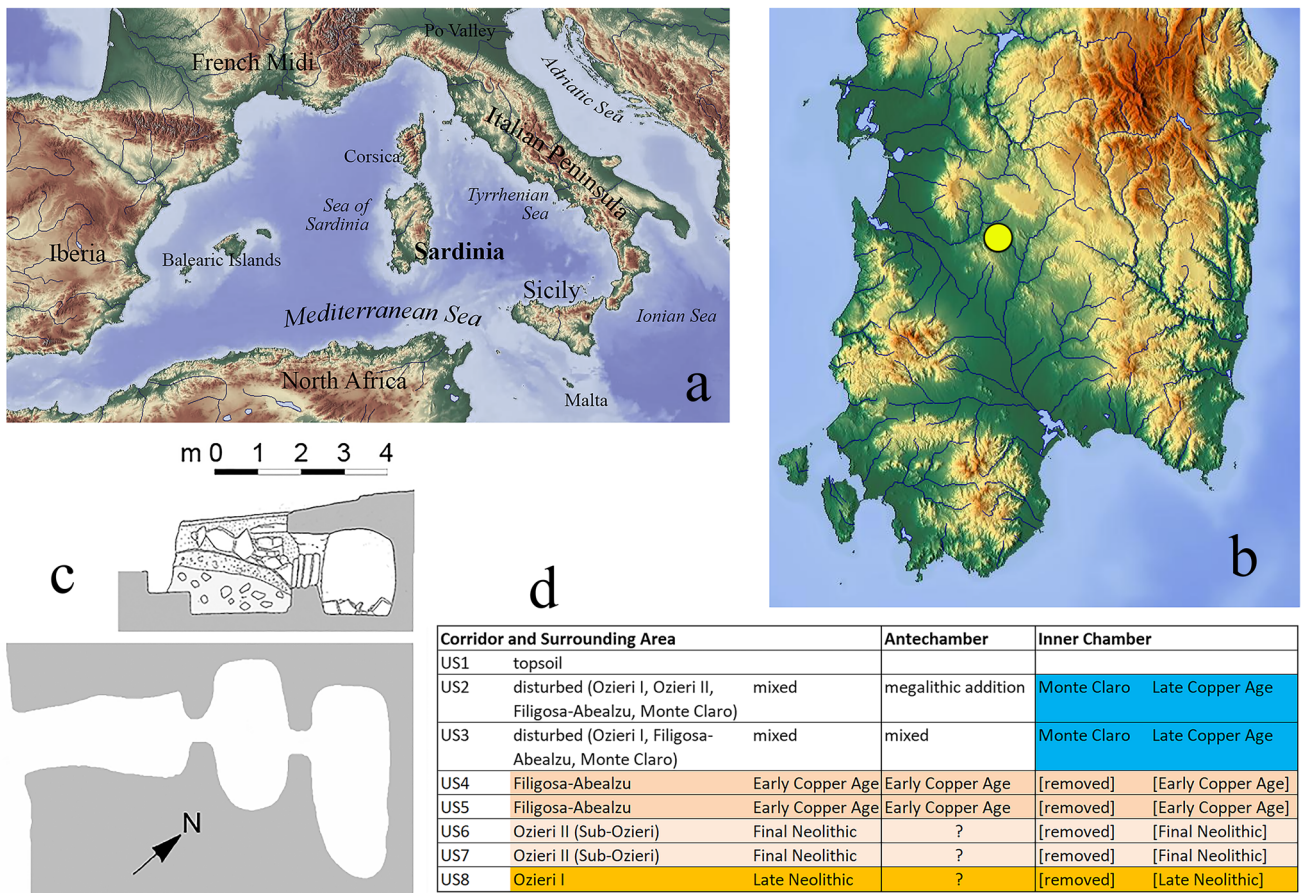 Po Valley
French Midi
Adriatic Sea
Italian Peninsula
Corsica
Tyrrhenian
Sea
Sea of
Sardinia
Iberia
Balearic Islands
Sardinia
Sicily
Mediterranean Sea
Ionian Sea
North Africa
Malta
a
b
m 0 1 2 3 4
c
N
d
Corridor and Surrounding Area Antechamber Inner Chamber
US1 topsoil
US2 disturbed (Ozieri I, Ozieri II, mixed megalithic addition Monte Claro Late Copper Age
Filigosa-Abealzu, Monte Claro)
US3 disturbed (Ozieri I, Filigosa- mixed mixed Monte Claro Late Copper Age
Abealzu, Monte Claro)
US4 Filigosa-Abealzu Early Copper Age Early Copper Age [removed] [Early Copper Age]
US5 Filigosa-Abealzu Early Copper Age Early Copper Age [removed] [Early Copper Age]
US6 Ozieri II (Sub-Ozieri) Final Neolithic ? [removed] [Final Neolithic]
US7 Ozieri II (Sub-Ozieri) Final Neolithic ? [removed] [Final Neolithic]
US8 Ozieri I Late Neolithic ? [removed] [Late Neolithic]